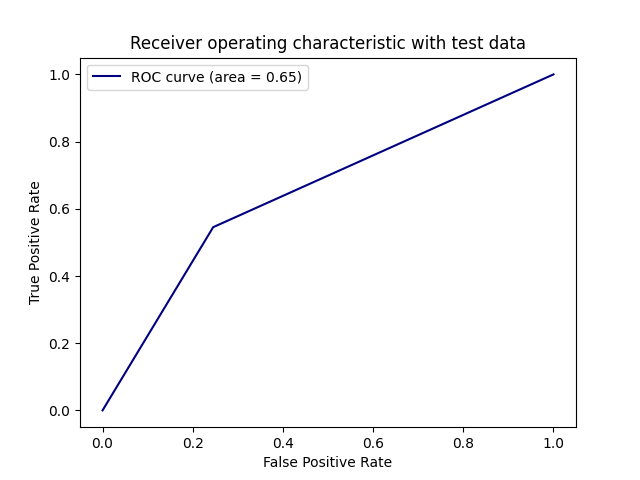 Receiver operating characteristic with test data
ROC curve (area = 0.65)
1.0
0.8
0.6
0.4
0.2
0.0
True Positive Rate
0.0 0.2 0.4 0.6 0.8 1.0
False Positive Rate